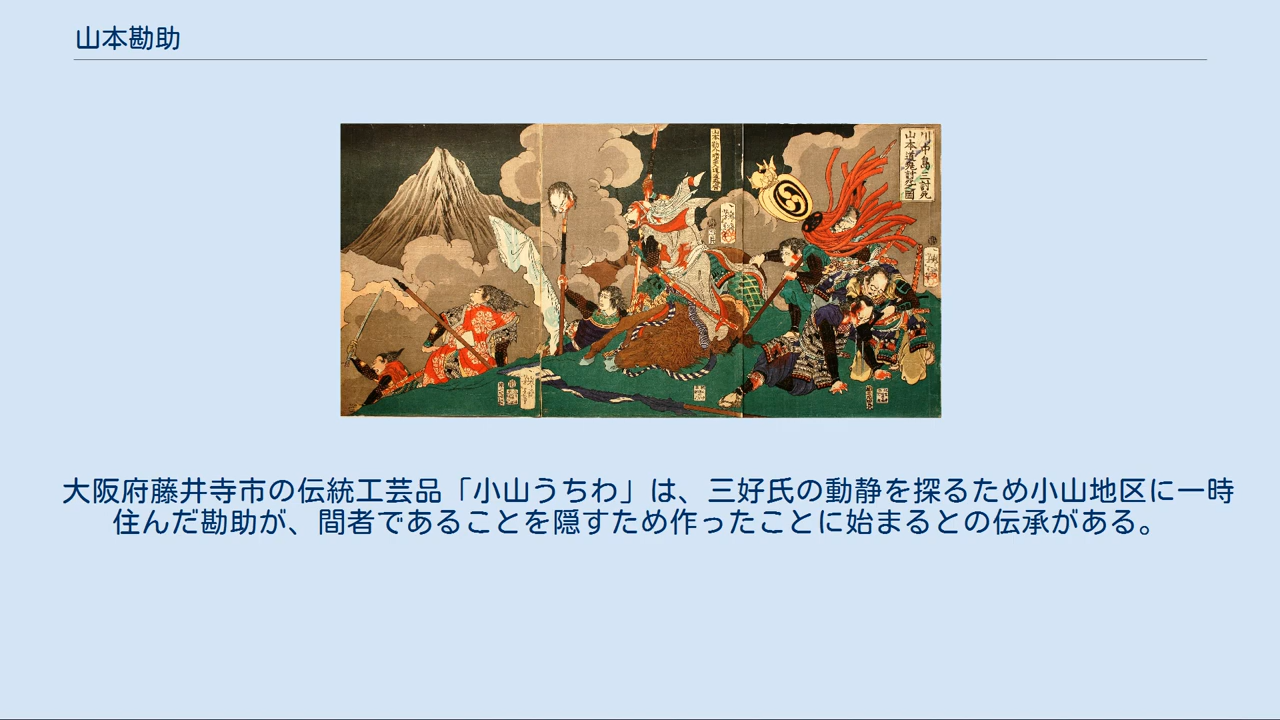 山本勘助
大阪府藤井寺市の伝統工芸品「小山うちわ」は、三好氏の動静を探るため小山地区に一時
住んだ勘助が、間者であることを隠すため作ったことに始まるとの伝承がある。